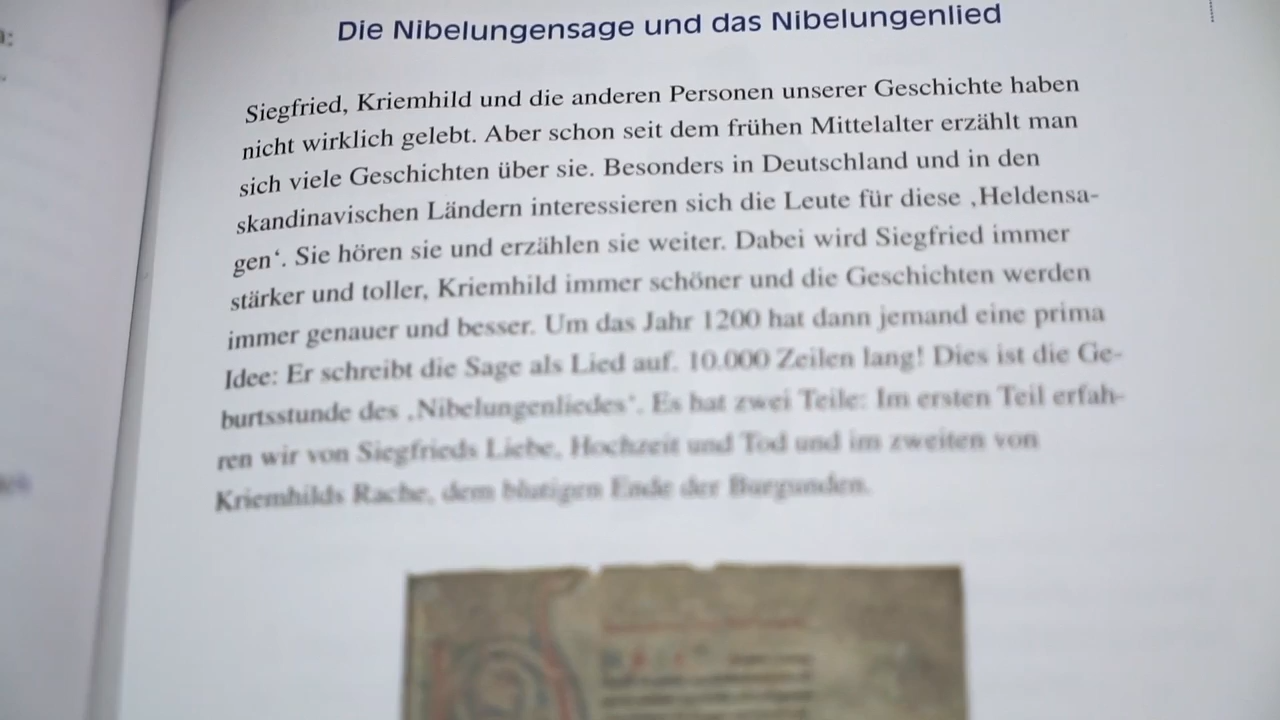 Die Nibelungensage und das Nibelungenlied
Siegfried, Kriemhild und die anderen Personen unserer Geschichte haben
nicht wirklich gelebt. Aber schon seit dem frühen Mittelalter erzählt man
sich viele Geschichten über sie. Besonders in Deutschland und in den
skandinavischen Ländern interessieren sich die Leute für diese ‚Heldensa-
gen‘. Sie hören sie und erzählen sie weiter. Dabei wird Siegfried immer
stärker und toller, Kriemhild immer schöner und die Geschichten werden
immer genauer und besser. Um das Jahr 1200 hat dann jemand eine prima
Idee: Er schreibt die Sage als Lied auf. 10.000 Zeilen lang! Dies ist die Ge-
burtsstunde des ‚Nibelungenliedes‘. Es hat zwei Teile: Im ersten Teil erfah-
ren wir von Siegfrieds Liebe, Hochzeit und Tod und im zweiten von
Kriemhilds Rache, dem blutigen Ende der Burgunden.